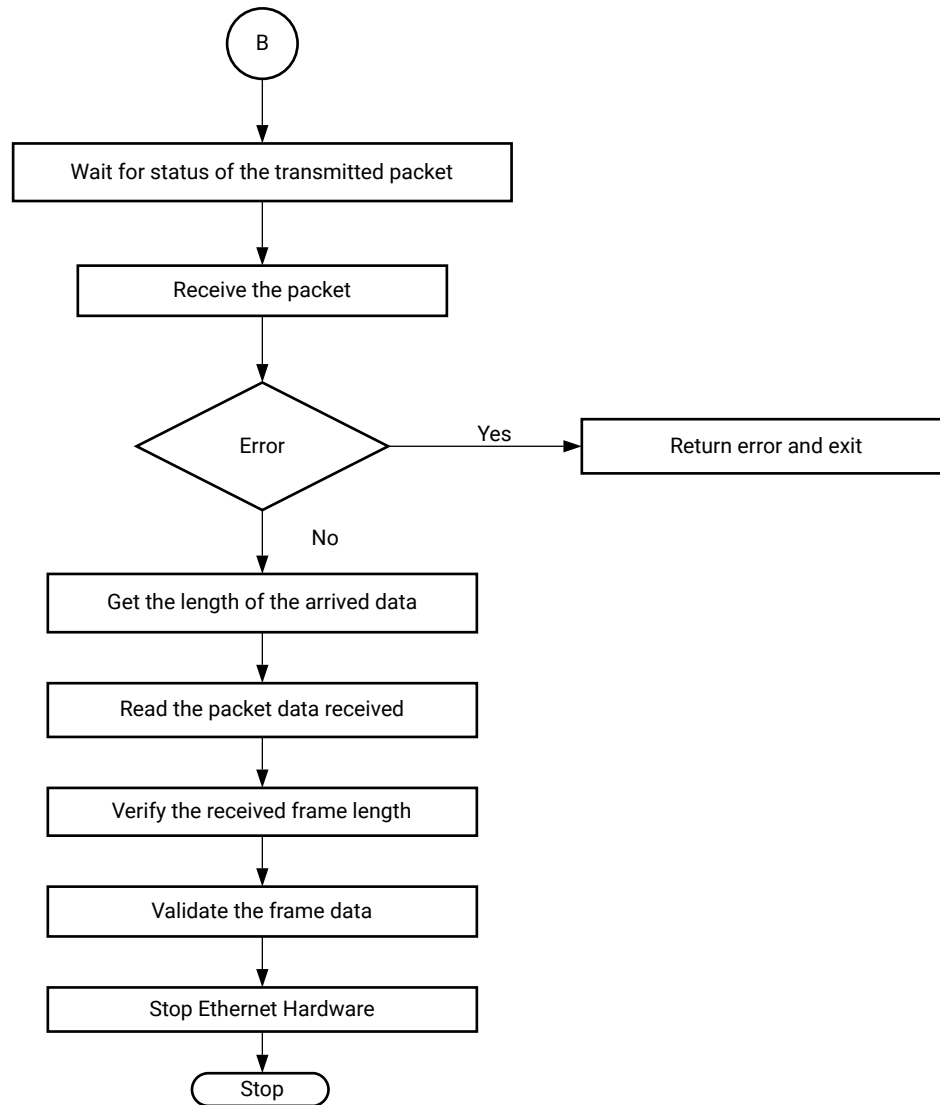 B
Wait for status of the transmitted packet
Receive the packet
Error
Yes
Return error and exit
No
Get the length of the arrived data
Read the packet data received
Verify the received frame length
Validate the frame data
Stop Ethernet Hardware
Stop